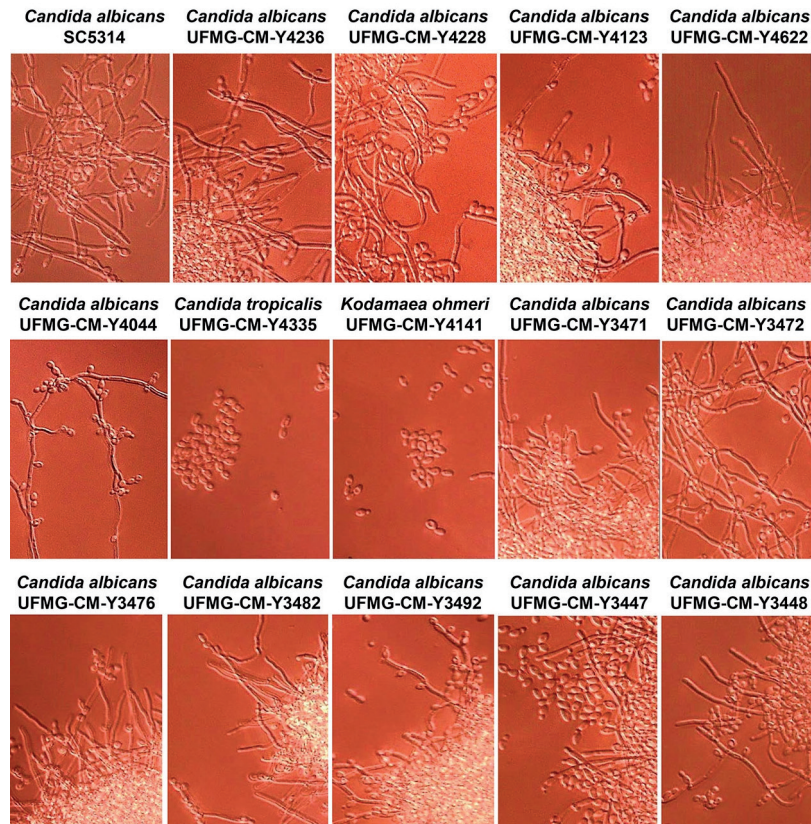 Candida albicans
SC5314
Candida albicans
UFMG-CM-Y4236
Candida albicans
UFMG-CM-Y4228
Candida albicans
UFMG-CM-Y4123
Candida albicans
UFMG-CM-Y4622
Candida albicans
UFMG-CM-Y4044
Candida tropicalis
UFMG-CM-Y4335
Kodamaea ohmeri
UFMG-CM-Y4141
Candida albicans
UFMG-CM-Y3471
Candida albicans
UFMG-CM-Y3472
Candida albicans
UFMG-CM-Y3476
Candida albicans
UFMG-CM-Y3482
Candida albicans
UFMG-CM-Y3492
Candida albicans
UFMG-CM-Y3447
Candida albicans
UFMG-CM-Y3448